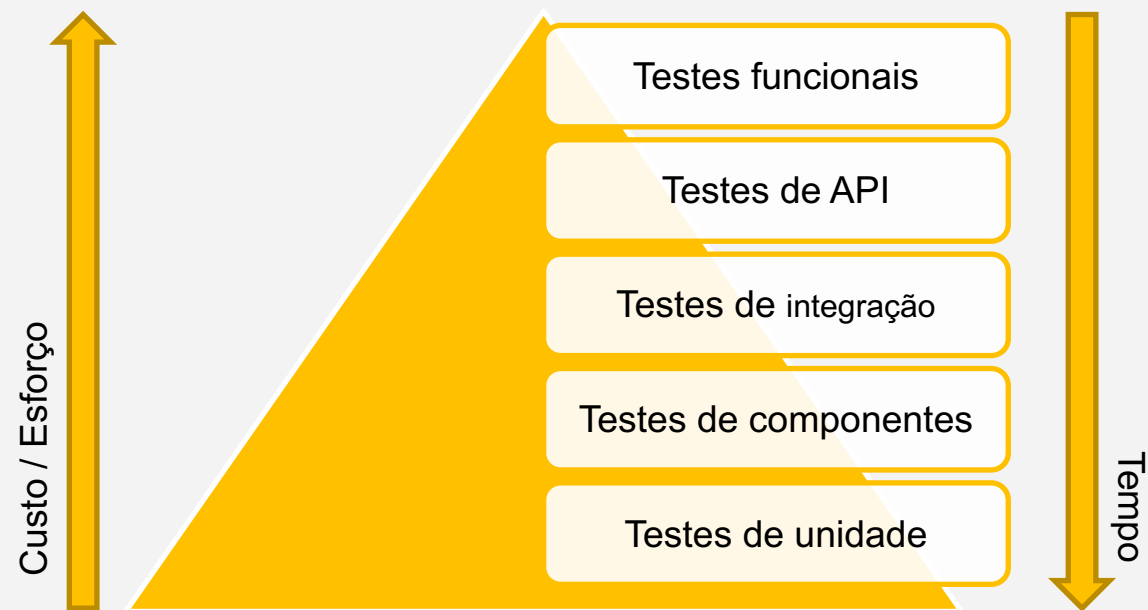 Testes funcionais
Testes de API
Testes de integração
Testes de componentes
Testes de unidade
Custo / Esforço
Tempo